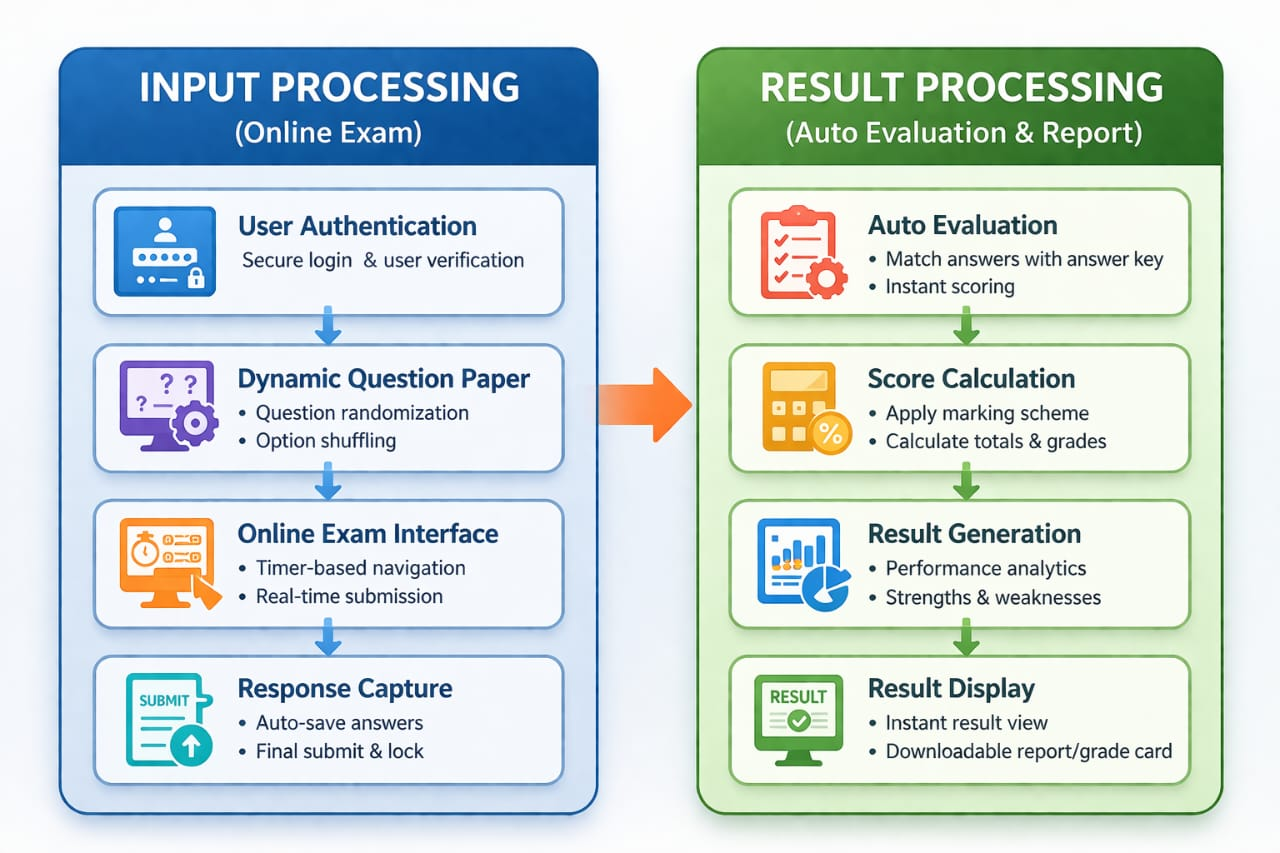 INPUT PROCESSING
(Online Exam)
User Authentication
Secure login & user verification
Dynamic Question Paper
• Question randomization
• Option shuffling
? ?
?
Online Exam Interface
• Timer-based navigation
• Real-time submission
Response Capture
• Auto-save answers
• Final submit & lock
SUBMIT
RESULT PROCESSING
(Auto Evaluation & Report)
Auto Evaluation
• Match answers with answer key
• Instant scoring
Score Calculation
• Apply marking scheme
• Calculate totals & grades
%
Result Generation
• Performance analytics
• Strengths & weaknesses
Result Display
• Instant result view
• Downloadable report/grade card
RESULT